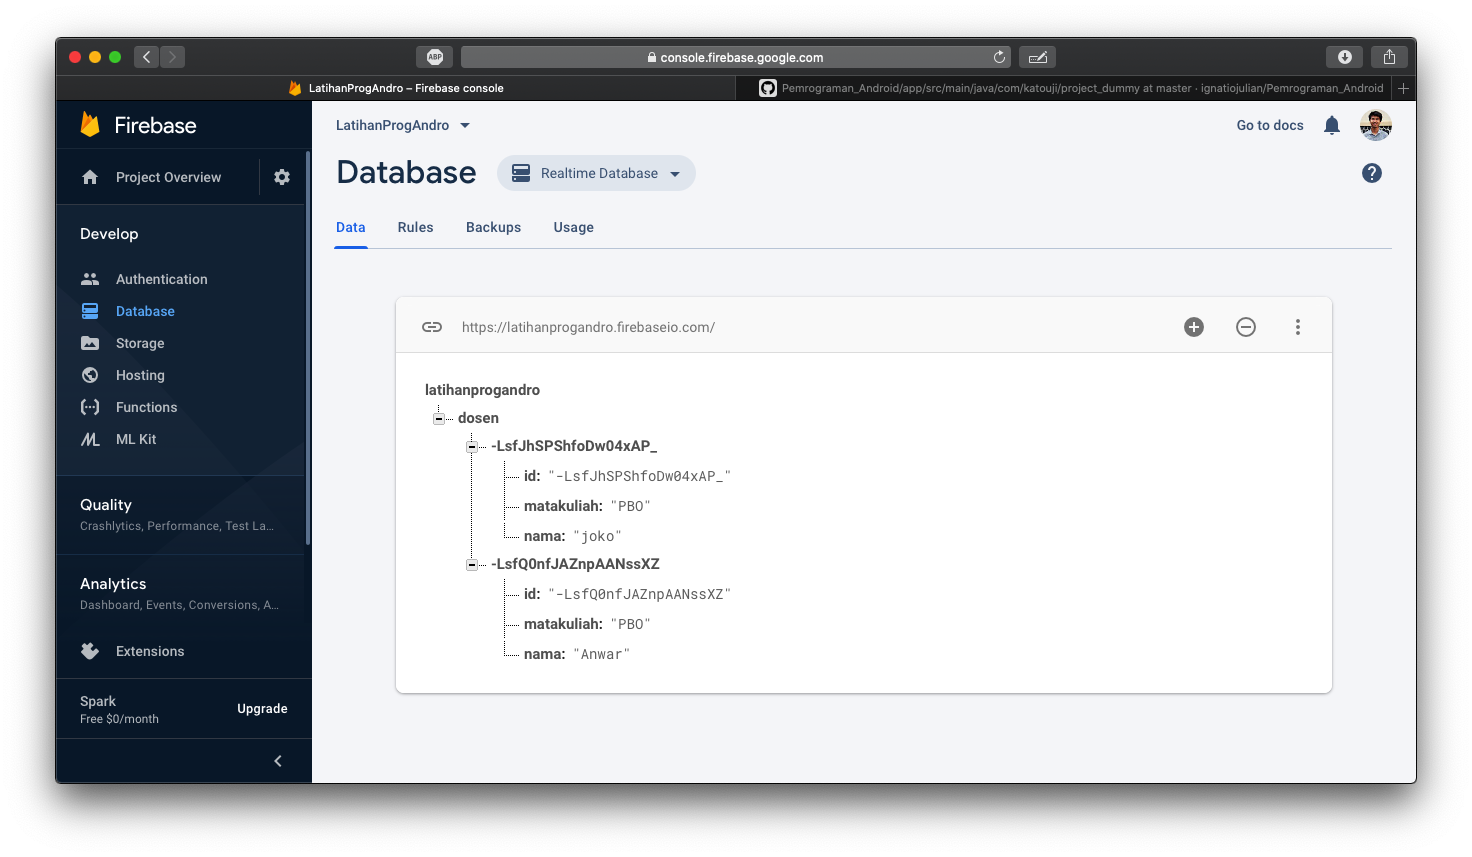 ABP
console.firebase.google.com
LatihanProgAndro – Firebase console
Pemrograman_Android/app/src/main/java/com/katouji/project_dummy at master · ignatiojulian/Pemrograman_Android
Firebase
LatihanProgAndro
Go to docs
Project Overview
Database
Realtime Database
Data
Rules
Backups
Usage
Develop
Authentication
Database
Storage
Hosting
Functions
ML Kit
Quality
Crashlytics, Performance, Test La...
Analytics
Dashboard, Events, Conversions, A...
Extensions
Spark
Free $0/month
Upgrade
https://latihanprogandro.firebaseio.com/
latihanprogandro
dosen
-LsfJhSPShfoDw04xAP_
id: "-LsfJhSPShfoDw04xAP_"
matakuliah: "PBO"
nama: "joko"
-LsfQ0nfJAZnpAANssXZ
id: "-LsfQ0nfJAZnpAANssXZ"
matakuliah: "PBO"
nama: "Anwar"